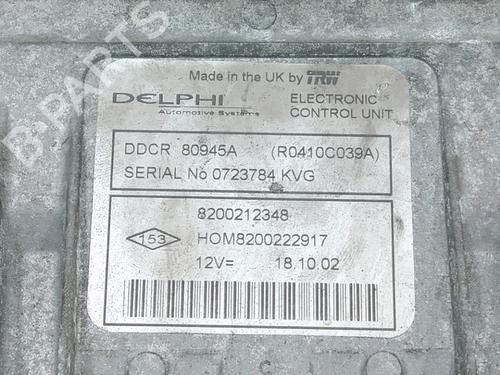 Made in the UK by TRW
DELPHI
Automotive Systems
ELECTRONIC
CONTROL UNIT
DDCR 80945A (R0410C039A)
SERIAL No 0723784 KVG
8200212348
153
HOM8200222917
12V= 18.10.02
B-PARTS